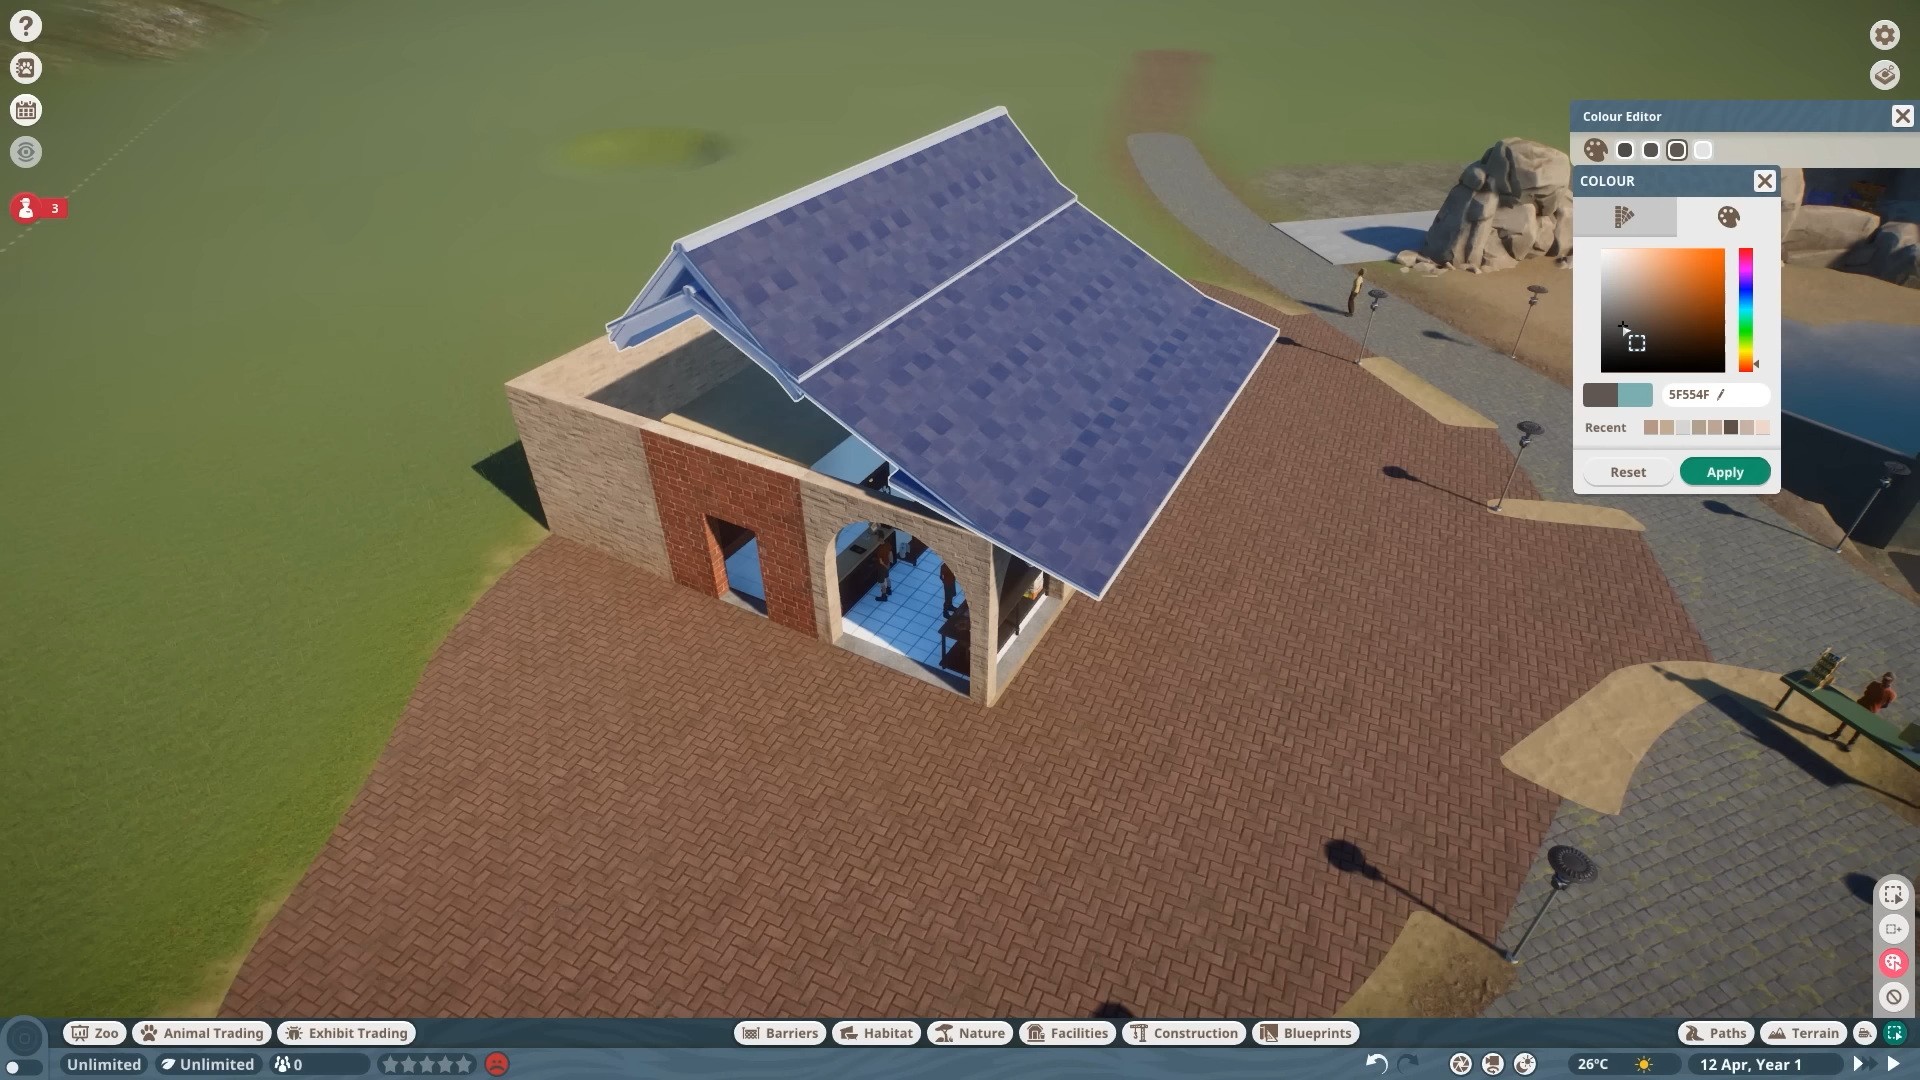 ?
3
Colour Editor
COLOUR
5F554F
Recent
Reset
Apply
Zoo
Animal Trading
Exhibit Trading
Barriers
Habitat
Nature
Facilities
Construction
Blueprints
Paths
Terrain
Unlimited
Unlimited
0
26°C
12 Apr, Year 1